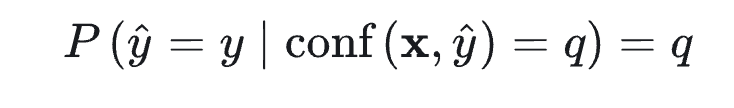 P(ŷ = y | conf(𝐱, ŷ) = q) = q